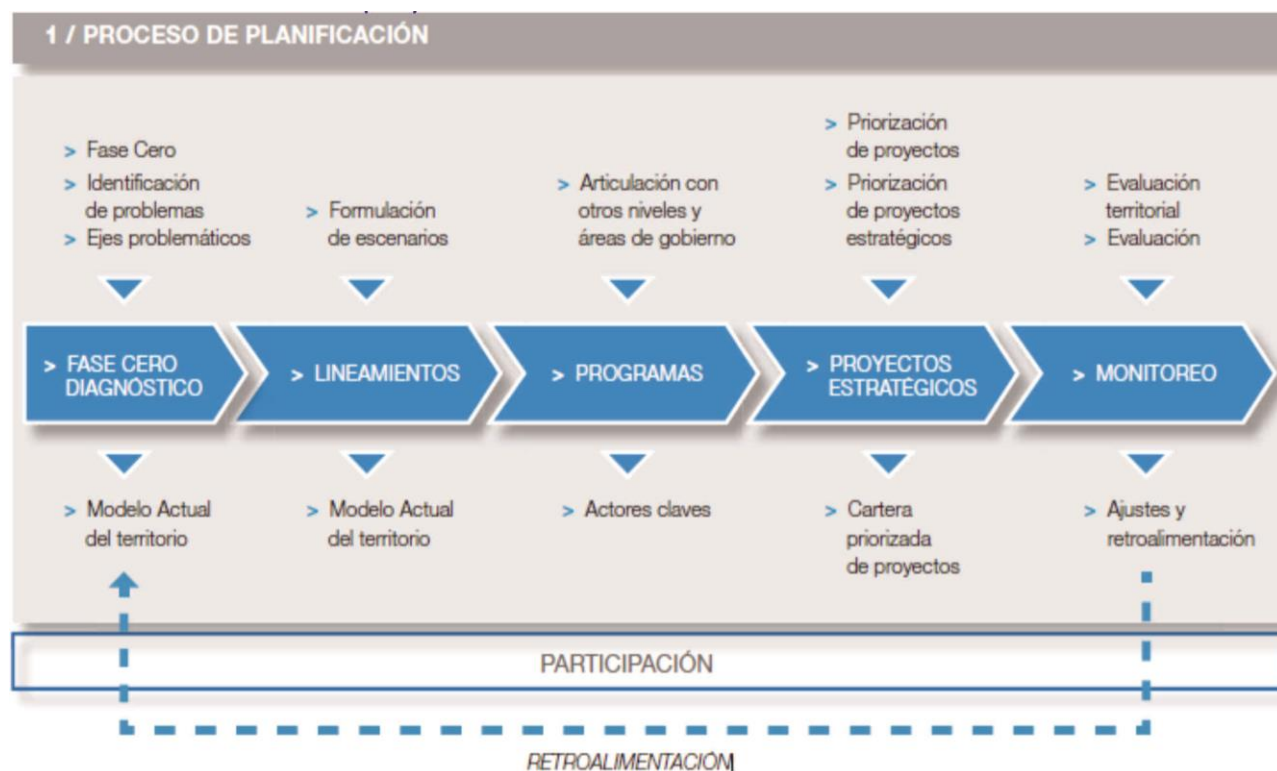 1 / PROCESO DE PLANIFICACIÓN
> Fase Cero
> Identificación
de problemas
> Ejes problemáticos
> Formulación
de escenarios
> Articulación con
otros niveles y
áreas de gobierno
> Priorización
de proyectos
> Priorización
de proyectos
estratégicos
> Evaluación
territorial
> Evaluación
> FASE CERO
DIAGNÓSTICO
> LINEAMIENTOS
> PROGRAMAS
> PROYECTOS
ESTRATÉGICOS
> MONITOREO
> Modelo Actual
del territorio
> Modelo Actual
del territorio
> Actores claves
> Cartera
priorizada
de proyectos
> Ajustes y
retroalimentación
PARTICIPACIÓN
RETROALIMENTACIÓN